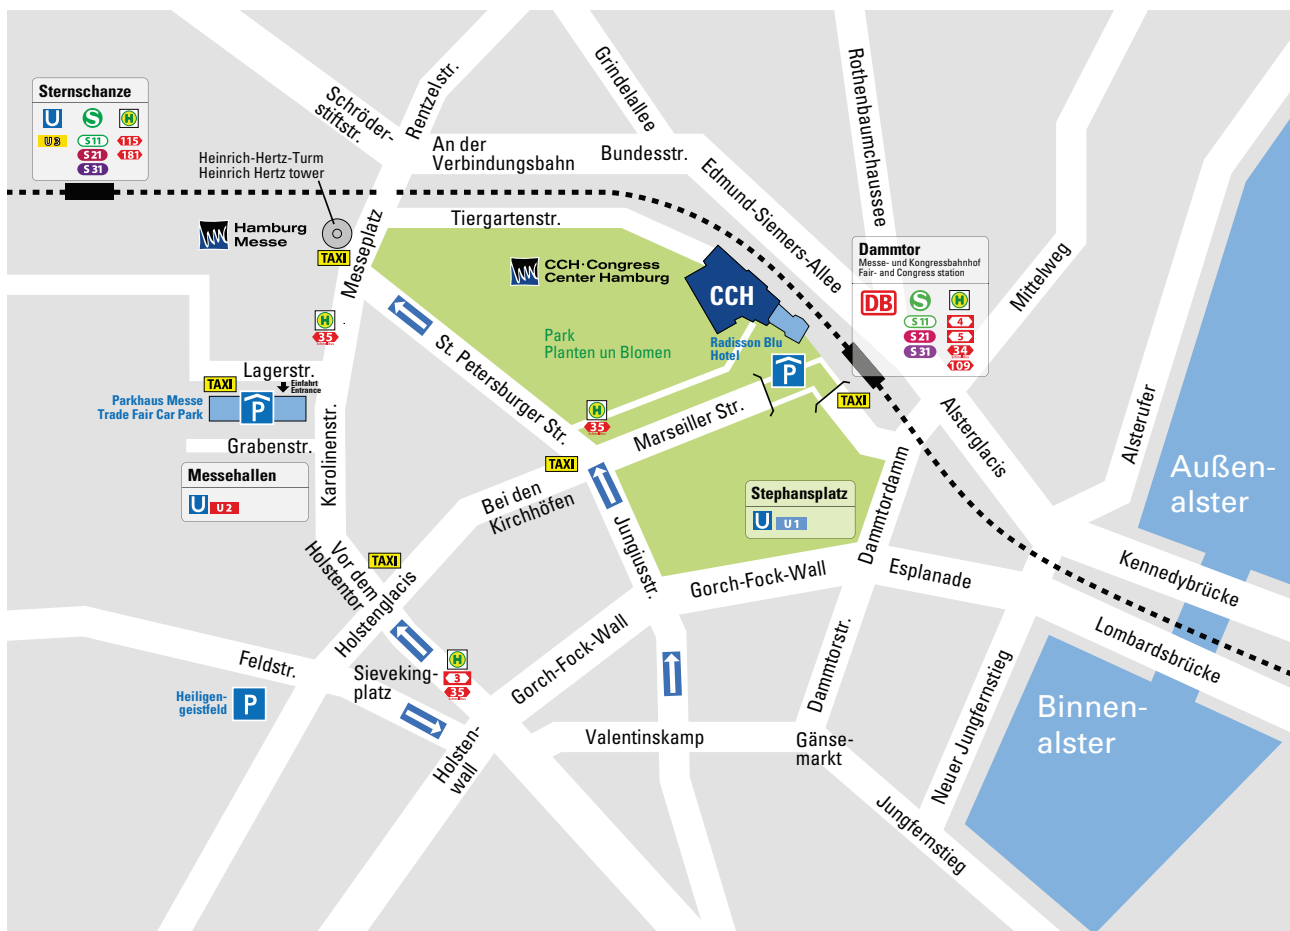 Sternschanze
U S H
U3 S11 115
S21 181
S31
Schröder-
stiftstr.
Rentzelstr.
Grindelallee
Rothenbaumchaussee
An der
Verbindungsbahn
Bundesstr.
Edmund-Siemers-Allee
Heinrich-Hertz-Turm
Heinrich Hertz tower
Hamburg
Messe
TAXI
Messeplatz
Tiergartenstr.
CCH·Congress
Center Hamburg
CCH
Dammtor
Messe- und Kongressbahnhof
Fair- and Congress station
DB S H
S11 4
S21 5
S31 34
109
Mittelweg
Alsterufer
H
35
Park
Planten un Blomen
Radisson Blu
Hotel
P
St. Petersburger Str.
Lagerstr.
TAXI
Einfahrt
Entrance
Parkhaus Messe
Trade Fair Car Park
P
Grabenstr.
Karolinenstr.
H
35
Marseiller Str.
TAXI
Alsterglacis
Außen-
alster
Messehallen
U U2
TAXI
Bei den
Kirchhöfen
Jungiusstr.
Stephansplatz
U U1
Dammtordamm
Vor dem
Holstentor
TAXI
Holstenglacis
Gorch-Fock-Wall
Esplanade
Kennedybrücke
Lombardsbrücke
Feldstr.
Sieveking-
platz
H
3
35
Gorch-Fock-Wall
Dammtorstr.
Neuer Jungfernstieg
Heiligen-
geistfeld
P
Binnen-
alster
Holsten-
wall
Valentinskamp
Gänse-
markt
Jungfernstieg